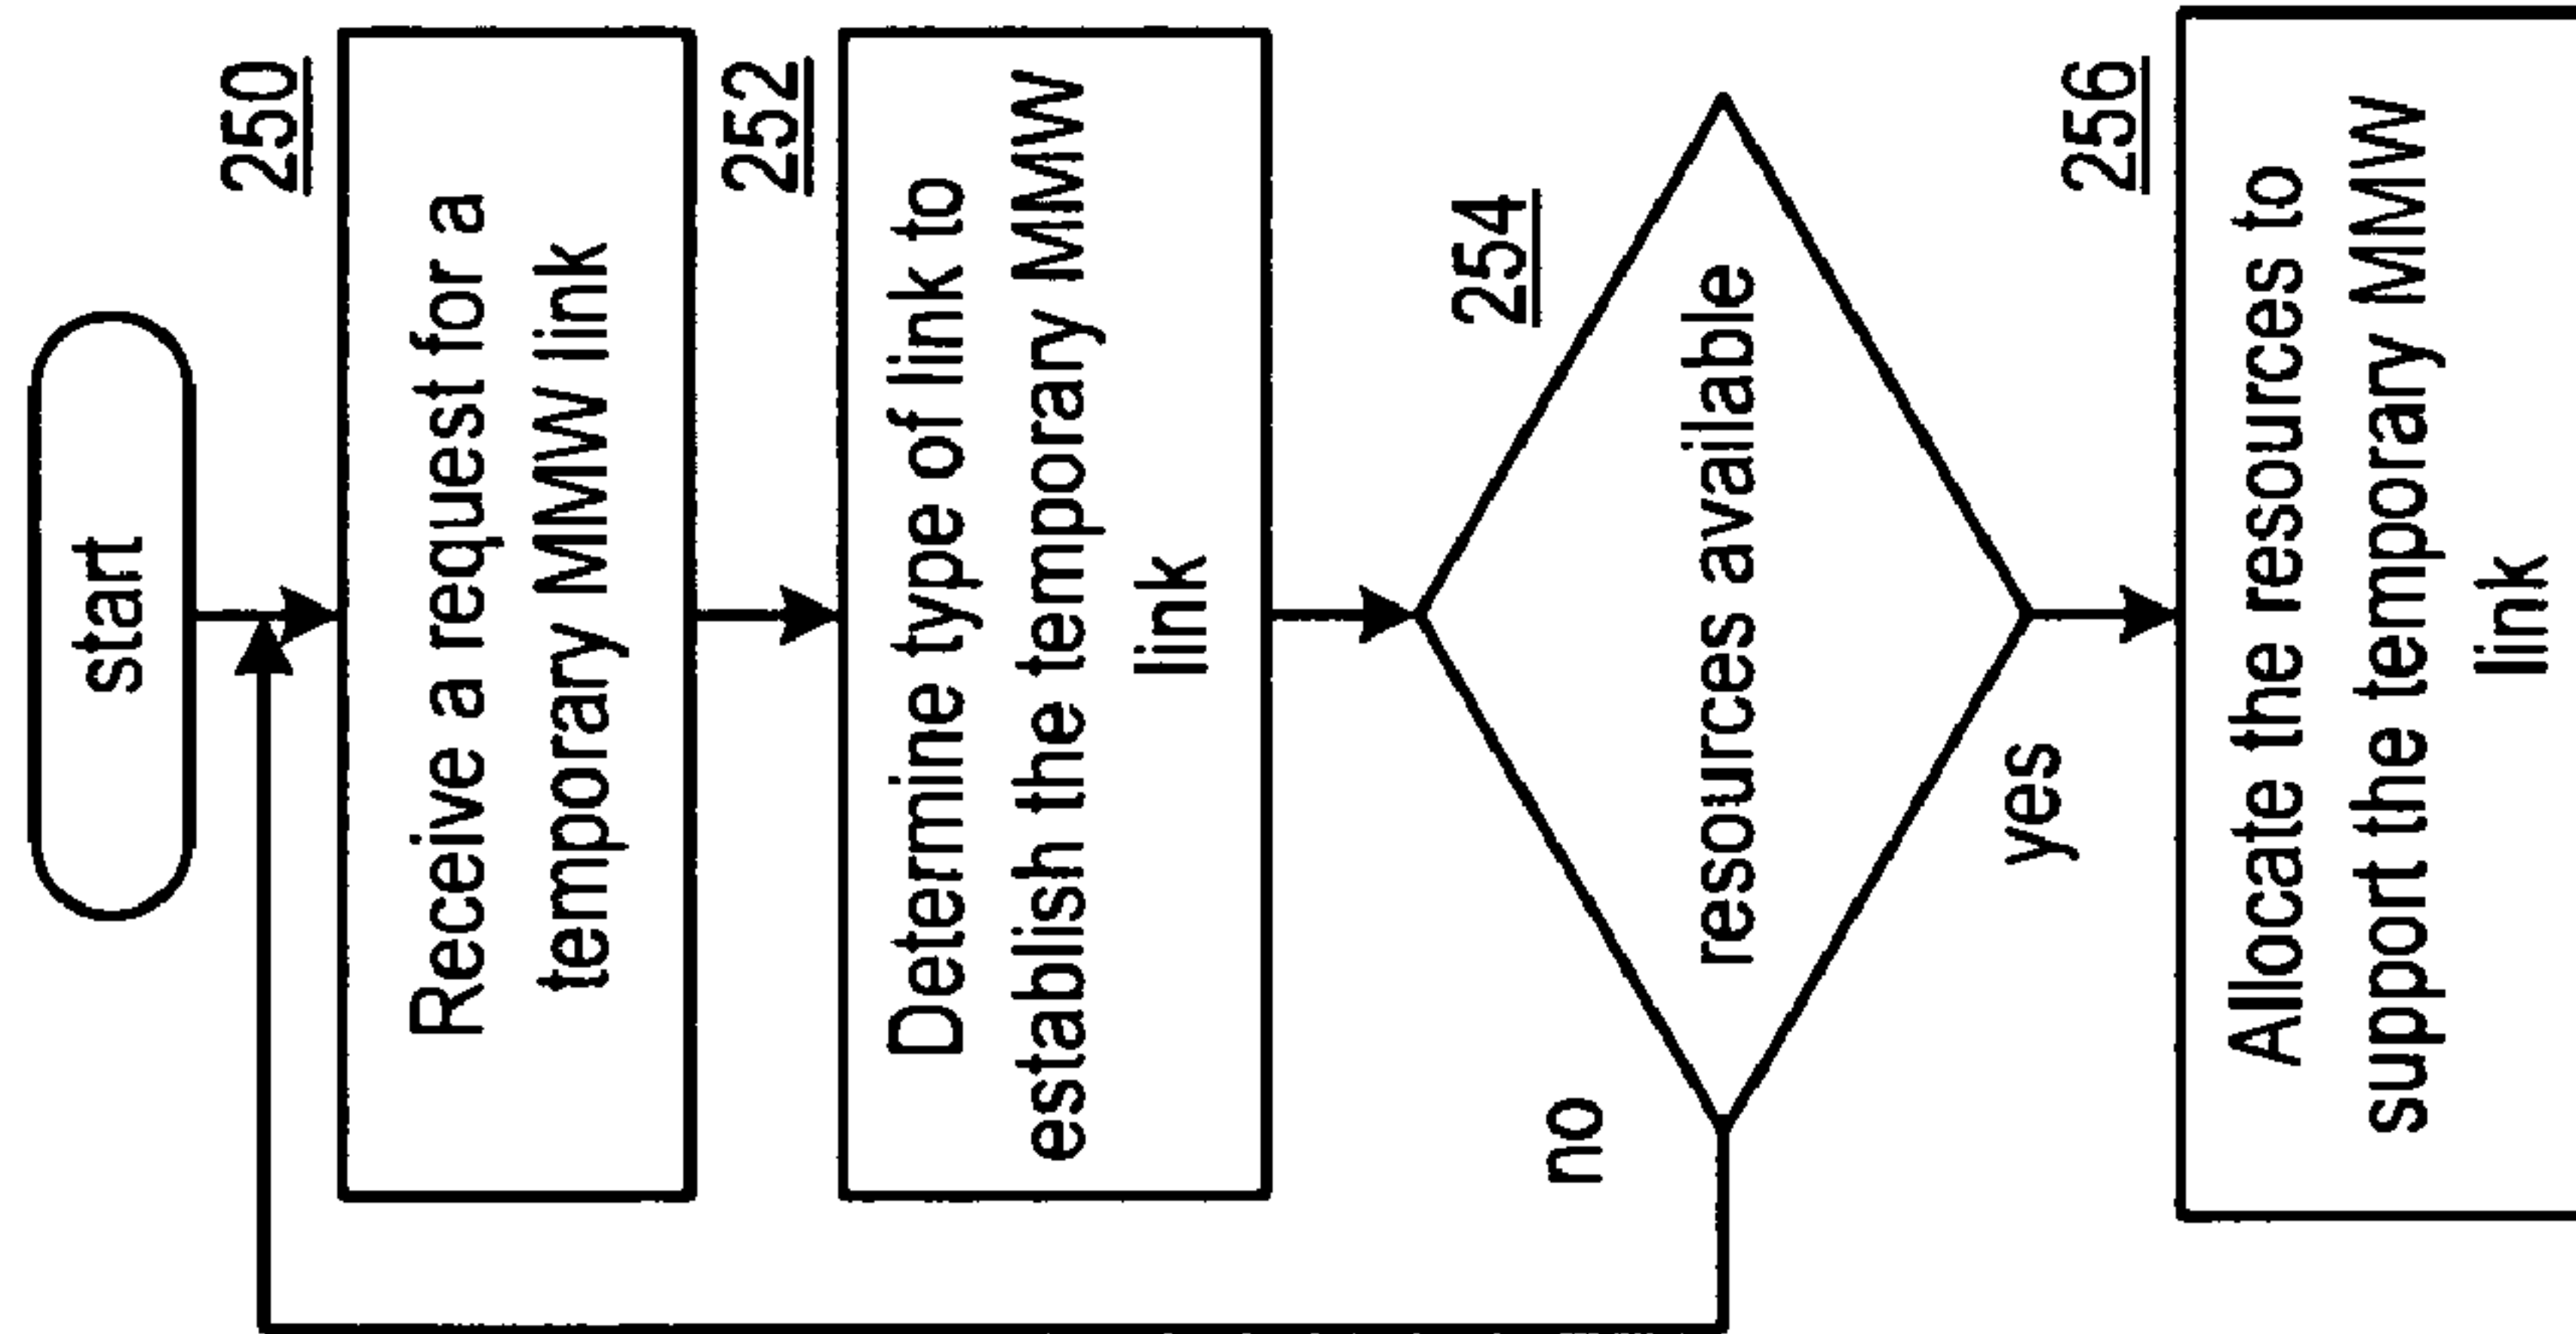 start
250
Receive a request for a
temporary MMW link
252
Determine type of link to
establish the temporary MMW
link
254
resources available
no
yes
256
Allocate the resources to
support the temporary MMW
link